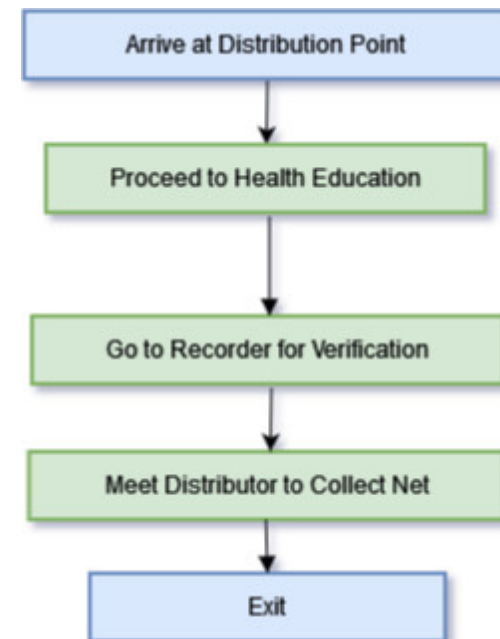 Arrive at Distribution Point
Proceed to Health Education
Go to Recorder for Verification
Meet Distributor to Collect Net
Exit